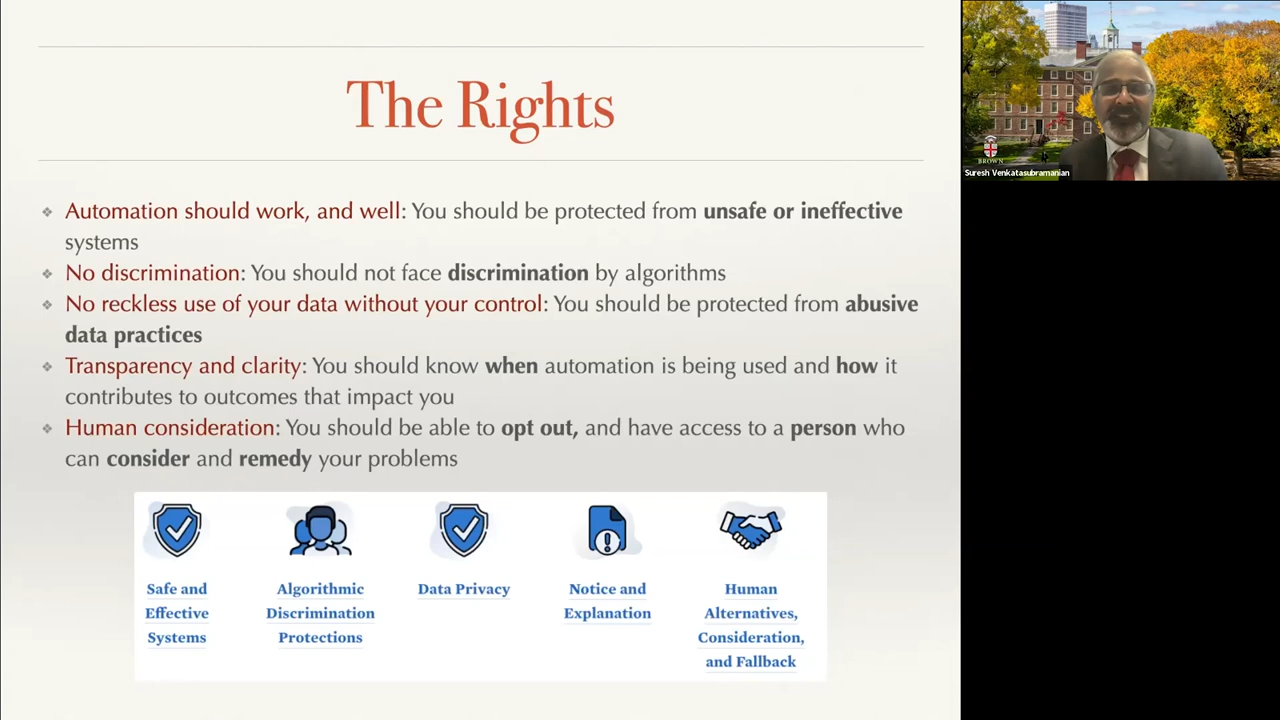 The Rights
Automation should work, and well: You should be protected from unsafe or ineffective
systems
No discrimination: You should not face discrimination by algorithms
No reckless use of your data without your control: You should be protected from abusive
data practices
Transparency and clarity: You should know when automation is being used and how it
contributes to outcomes that impact you
Human consideration: You should be able to opt out, and have access to a person who
can consider and remedy your problems
Safe and
Effective
Systems
Algorithmic
Discrimination
Protections
Data Privacy
Notice and
Explanation
Human
Alternatives,
Consideration,
and Fallback
BROWN
Suresh Venkatasubramanian